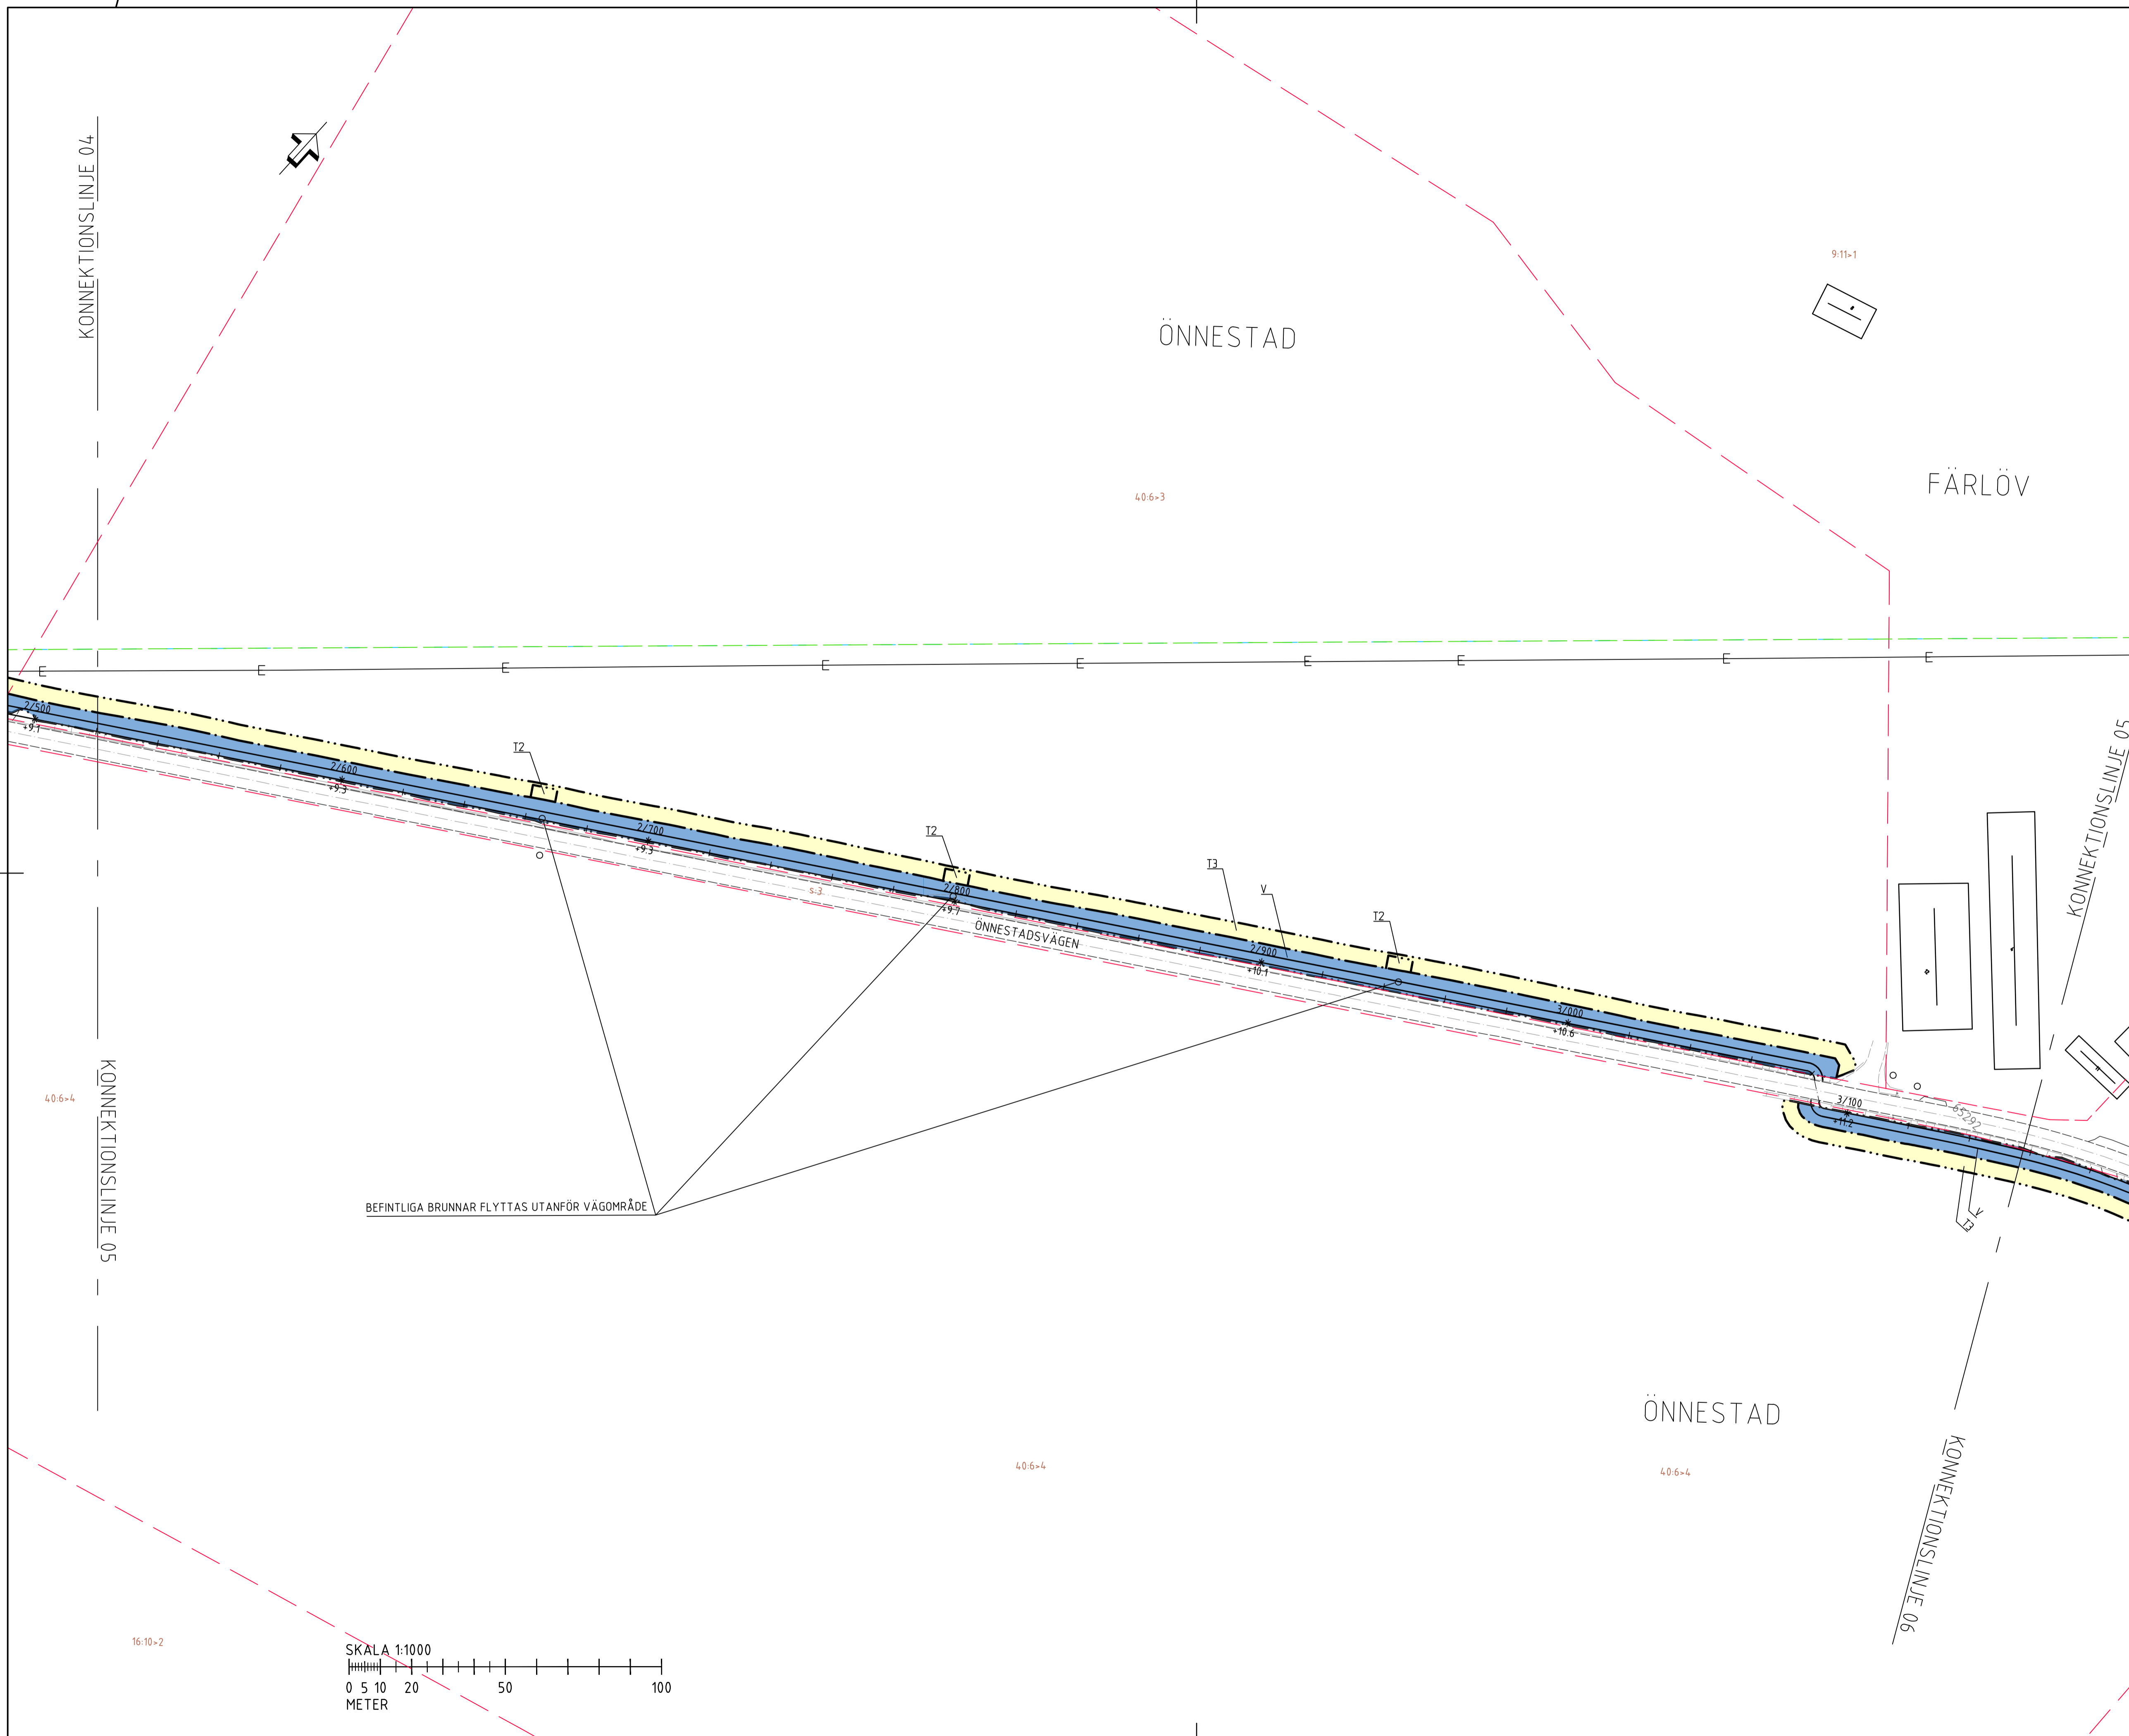 KONNEKTIONSLINJE 04
9:11>1
ÖNNESTAD
FÄRLÖV
40:6>3
E E E E E E E E E
2/500
+9.1
2/600
+9.3
T2
2/700
+9.3
T2
2/800
+9.7
S:3
ÖNNESTADSVÄGEN
T3
V
T2
2/900
+10.1
3/000
+10.6
KONNEKTIONSLINJE 05
3/100
+11.2
65292
V
T3
40:6>4
KONNEKTIONSLINJE 05
BEFINTLIGA BRUNNAR FLYTTAS UTANFÖR VÄGOMRÅDE
ÖNNESTAD
40:6>4
40:6>4
KONNEKTIONSLINJE 06
16:10>2
SKALA 1:1000
0 5 10 20 50 100
METER